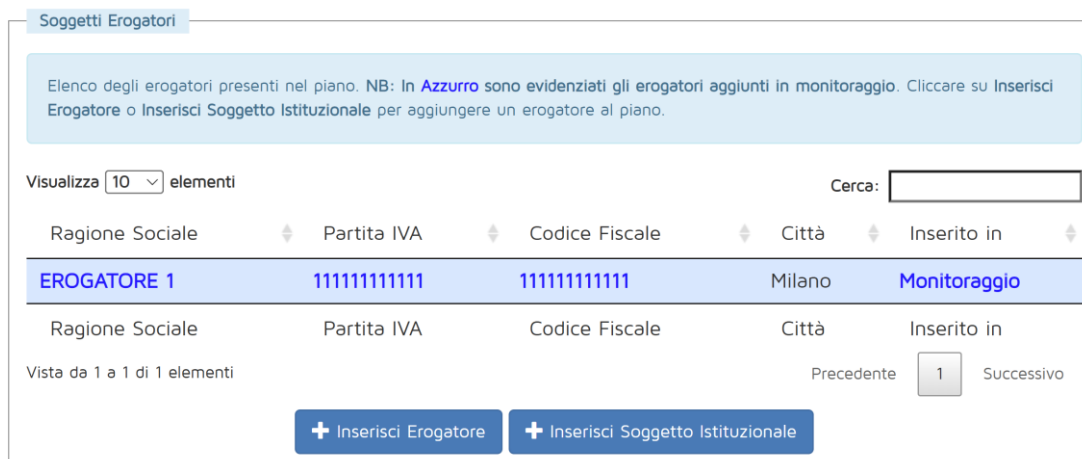 Soggetti Erogatori
Elenco degli erogatori presenti nel piano. NB: In Azzurro sono evidenziati gli erogatori aggiunti in monitoraggio. Cliccare su Inserisci
Erogatore o Inserisci Soggetto Istituzionale per aggiungere un erogatore al piano.
Visualizza 10 elementi Cerca:
Ragione Sociale Partita IVA Codice Fiscale Città Inserito in
EROGATORE 1 111111111111 111111111111 Milano Monitoraggio
Ragione Sociale Partita IVA Codice Fiscale Città Inserito in
Vista da 1 a 1 di 1 elementi Precedente 1 Successivo
Inserisci Erogatore Inserisci Soggetto Istituzionale